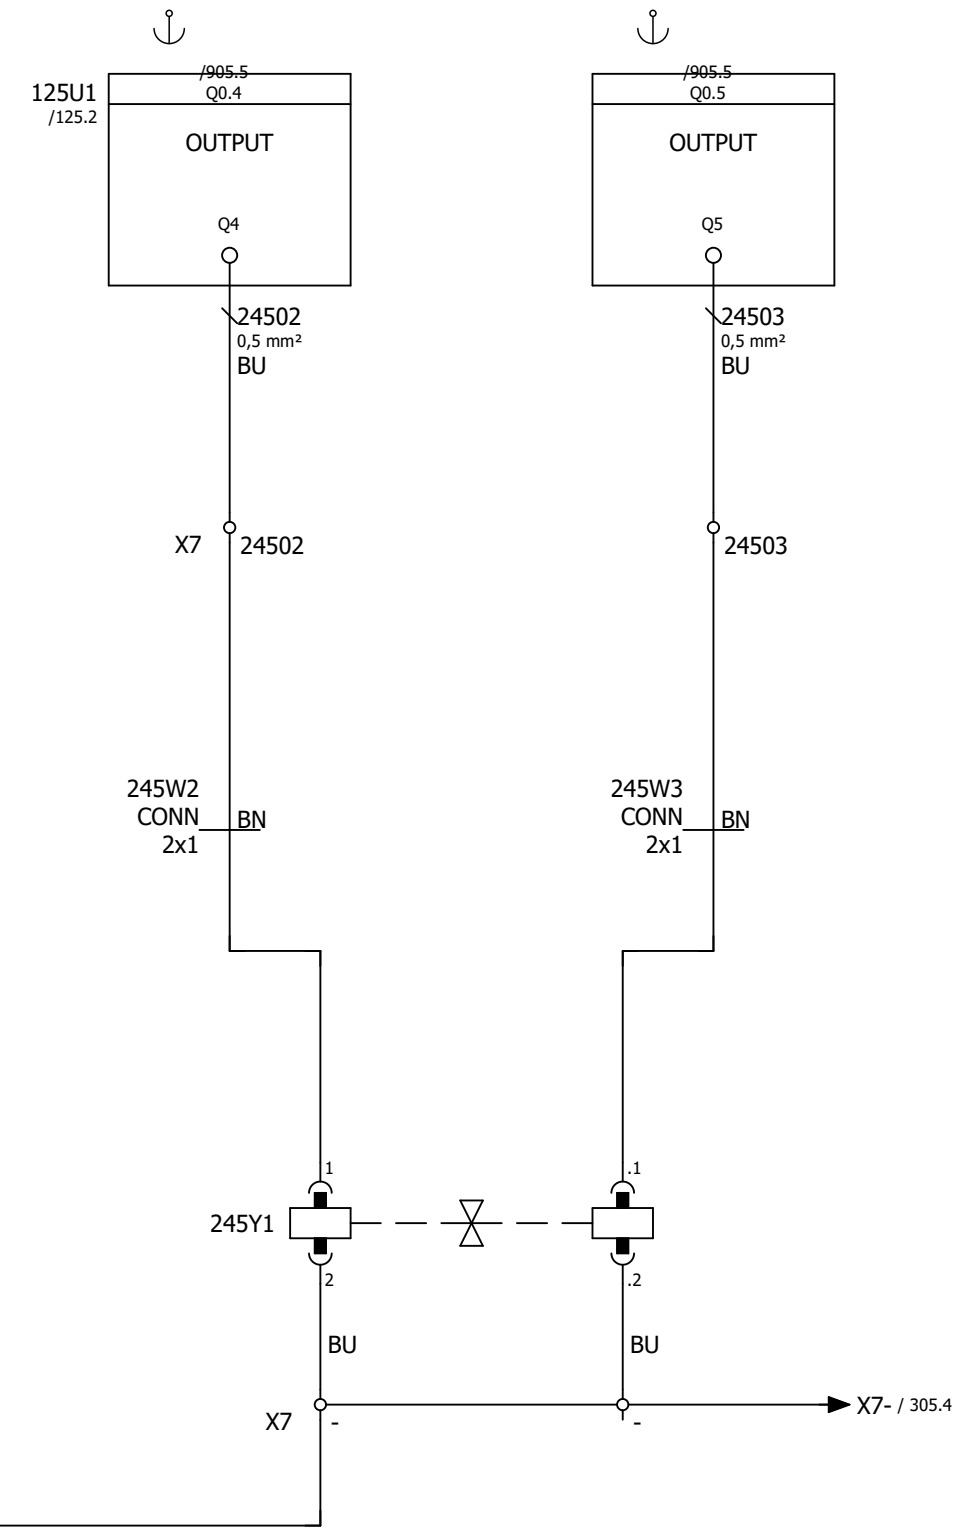 /905.5
/905.5
125U1
Q0.4
Q0.5
/125.2
OUTPUT
OUTPUT
Q4
Q5
24502
24503
0,5 mm²
0,5 mm²
BU
BU
X7
24502
24503
245W2
245W3
CONN
BN
CONN
BN
2x1
2x1
1
.1
245Y1
2
.2
BU
BU
X7
-
-
X7- / 305.4